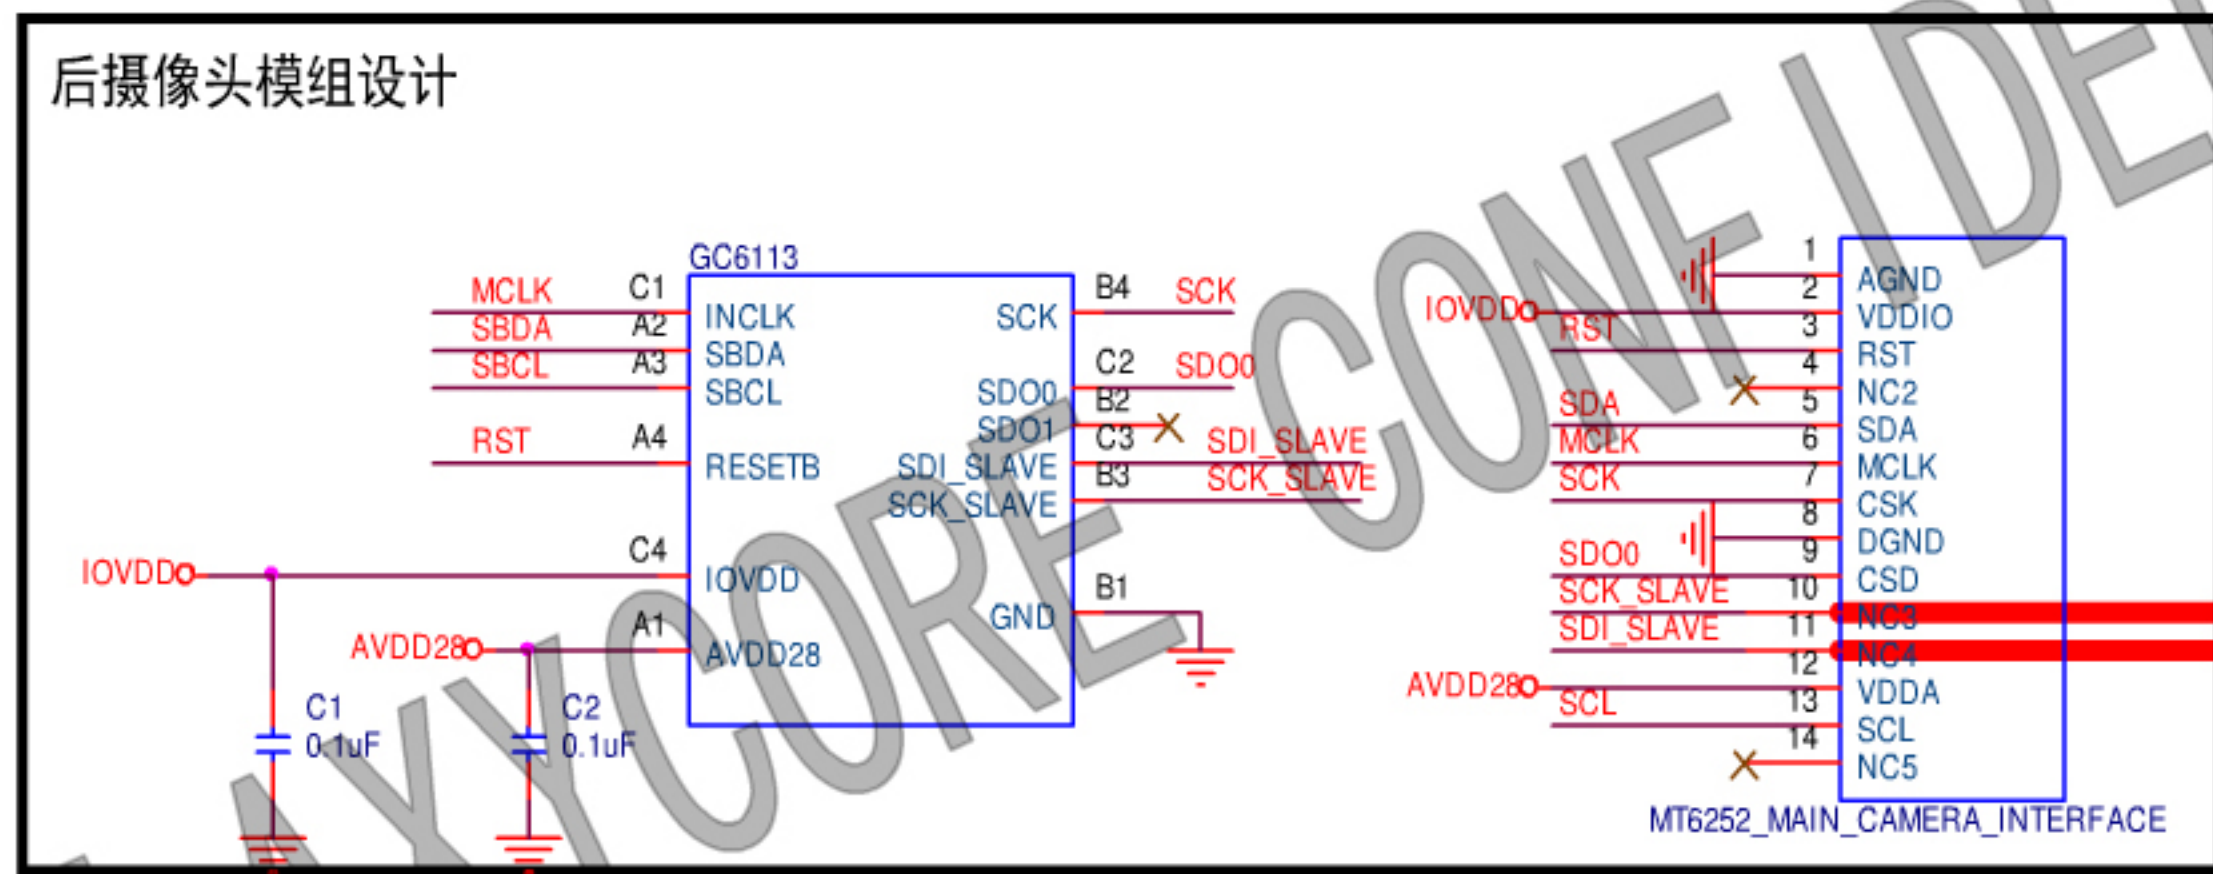 后摄像头模组设计
GC6113
MCLK C1 INCLK
SBDA A2 SBDA
SBCL A3 SBCL
RST A4 RESETB
IOVDD C4 IOVDD
AVDD28 A1 AVDD28
SCK B4 SCK
SDO0 C2 SDO0
SDO1 B2
SDI_SLAVE C3 SDI_SLAVE
SCK_SLAVE B3 SCK_SLAVE
GND B1
C1
0.1uF
C2
0.1uF
1 AGND
IOVDD 2 VDDIO
RST 3 RST
4 NC2
SDA 5 SDA
MCLK 6 MCLK
SCK 7 CSK
8 DGND
SDO0 9 CSD
SCK_SLAVE 10 NC3
SDI_SLAVE 11 NC4
AVDD28 12 VDDA
SCL 13 SCL
14 NC5
MT6252_MAIN_CAMERA_INTERFACE